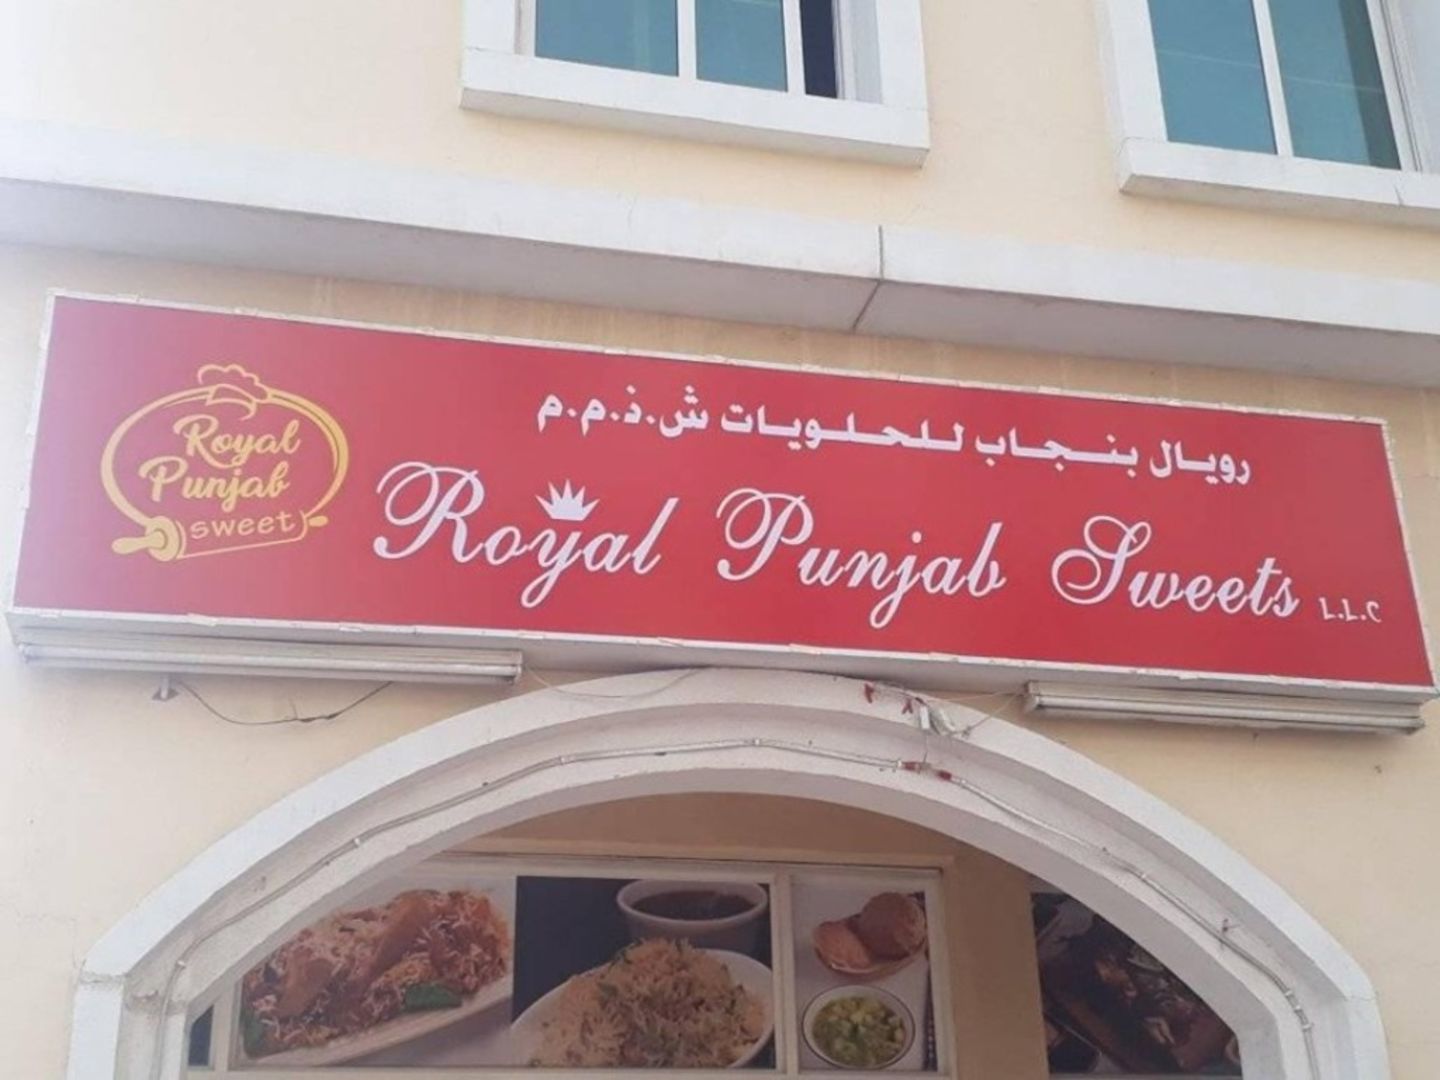 رويال بنجاب للحلويات ش.ذ.م.م
Royal
Punjab
sweet
Royal Punjab Sweets L.L.C